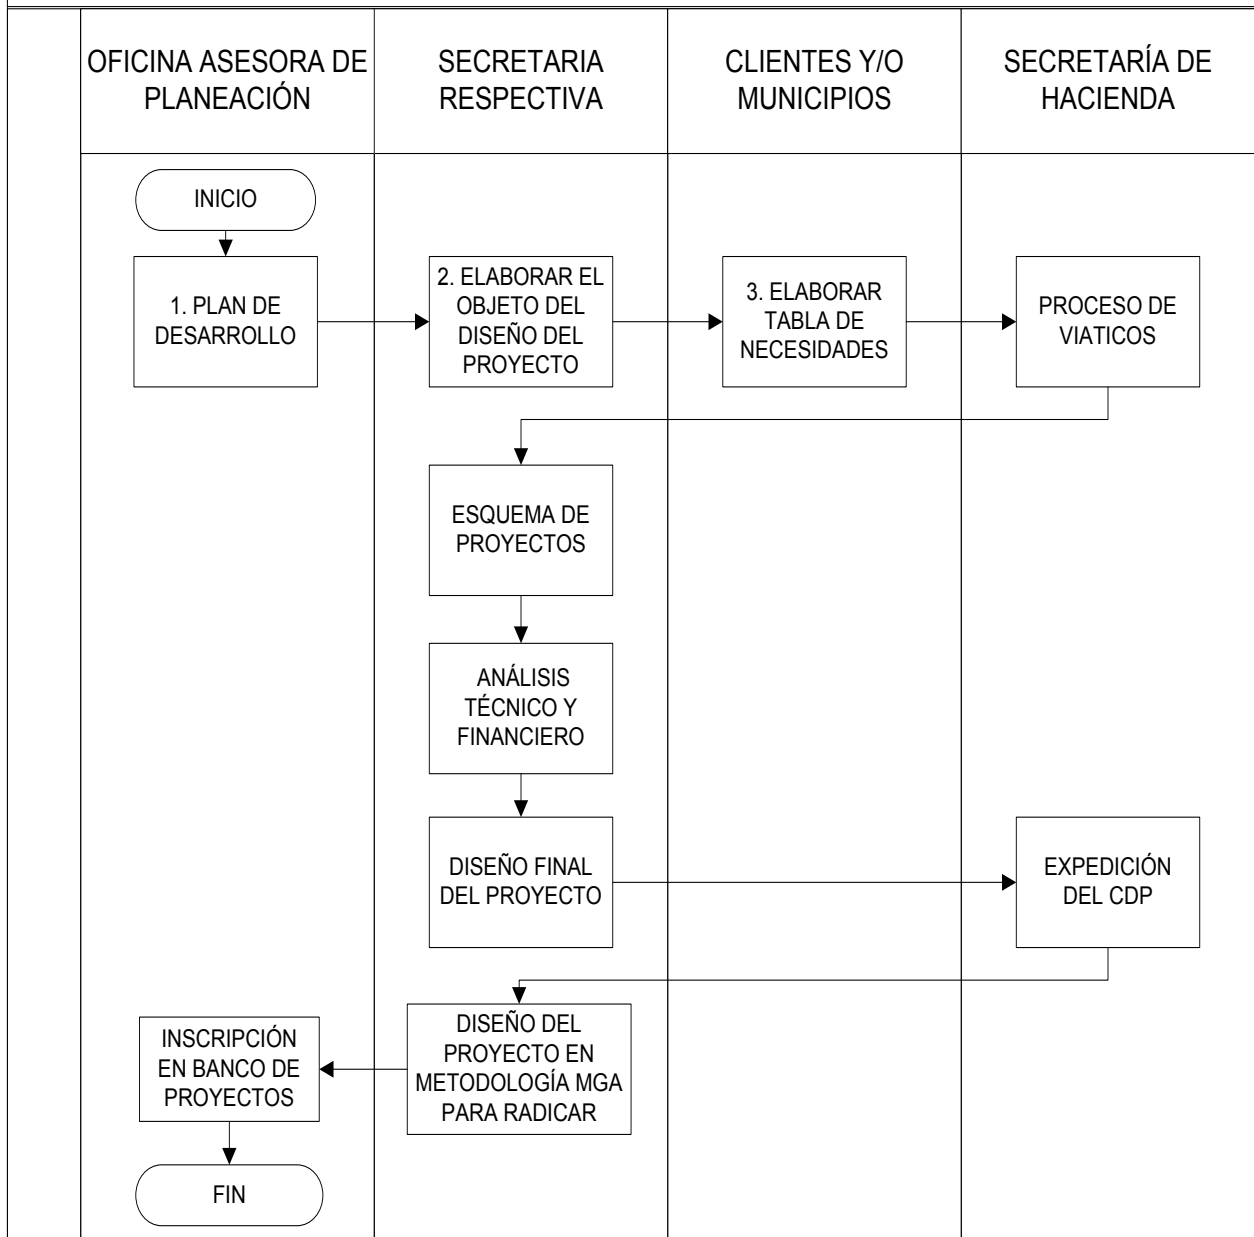 OFICINA ASESORA DE
PLANEACIÓN
SECRETARIA
RESPECTIVA
CLIENTES Y/O
MUNICIPIOS
SECRETARÍA DE
HACIENDA
INICIO
1. PLAN DE
DESARROLLO
2. ELABORAR EL
OBJETO DEL
DISEÑO DEL
PROYECTO
3. ELABORAR
TABLA DE
NECESIDADES
PROCESO DE
VIATICOS
ESQUEMA DE
PROYECTOS
ANÁLISIS
TÉCNICO Y
FINANCIERO
DISEÑO FINAL
DEL PROYECTO
EXPEDICIÓN
DEL CDP
DISEÑO DEL
PROYECTO EN
METODOLOGÍA MGA
PARA RADICAR
INSCRIPCIÓN
EN BANCO DE
PROYECTOS
FIN